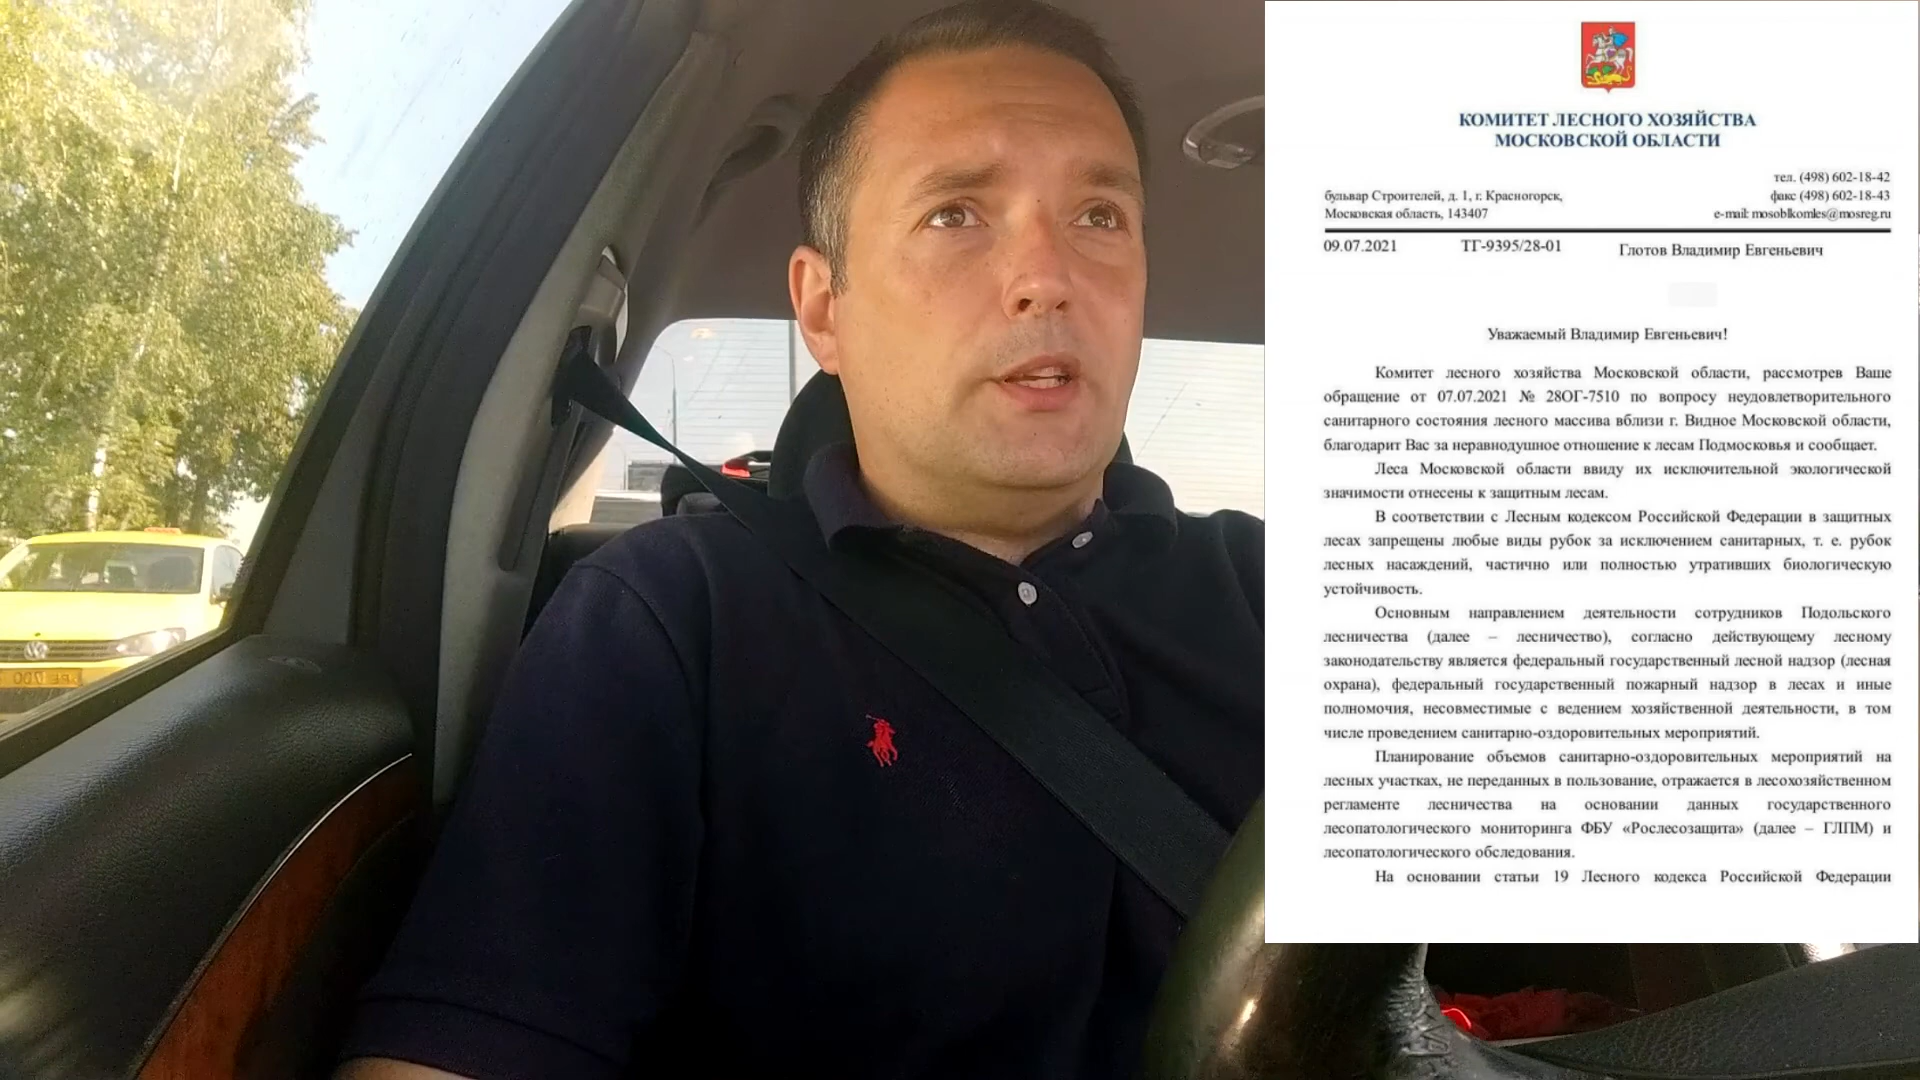 КОМИТЕТ ЛЕСНОГО ХОЗЯЙСТВА
МОСКОВСКОЙ ОБЛАСТИ
тел. (498) 602-18-42
бульвар Строителей, д. 1, г. Красногорск,
факс (498) 602-18-43
Московская область, 143407
e-mail: mosoblkomles@mosreg.ru
09.07.2021 ТГ-9395/28-01 Глотов Владимир Евгеньевич
Уважаемый Владимир Евгеньевич!
Комитет лесного хозяйства Московской области, рассмотрев Ваше
обращение от 07.07.2021 № 28ОГ-7510 по вопросу неудовлетворительного
санитарного состояния лесного массива вблизи г. Видное Московской области,
благодарит Вас за неравнодушное отношение к лесам Подмосковья и сообщает.
Леса Московской области ввиду их исключительной экологической
значимости отнесены к защитным лесам.
В соответствии с Лесным кодексом Российской Федерации в защитных
лесах запрещены любые виды рубок за исключением санитарных, т. е. рубок
лесных насаждений, частично или полностью утративших биологическую
устойчивость.
Основным направлением деятельности сотрудников Подольского
лесничества (далее – лесничество), согласно действующему лесному
законодательству является федеральный государственный лесной надзор (лесная
охрана), федеральный государственный пожарный надзор в лесах и иные
полномочия, несовместимые с ведением хозяйственной деятельности, в том
числе проведением санитарно-оздоровительных мероприятий.
Планирование объемов санитарно-оздоровительных мероприятий на
лесных участках, не переданных в пользование, отражается в лесохозяйственном
регламенте лесничества на основании данных государственного
лесопатологического мониторинга ФБУ «Рослесозащита» (далее – ГЛПМ) и
лесопатологического обследования.
На основании статьи 19 Лесного кодекса Российской Федерации